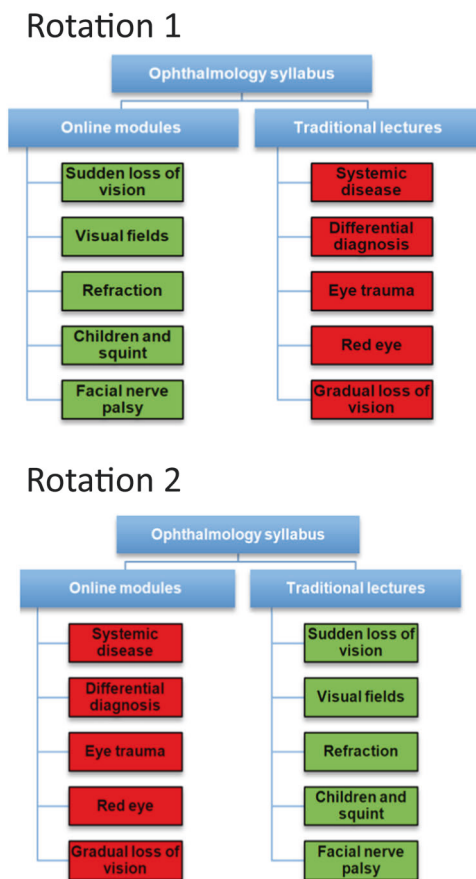 Rotation 1
Ophthalmology syllabus
Online modules
Sudden loss of
vision
Visual fields
Refraction
Children and
squint
Facial nerve
palsy
Traditional lectures
Systemic
disease
Differential
diagnosis
Eye trauma
Red eye
Gradual loss of
vision
Rotation 2
Ophthalmology syllabus
Online modules
Systemic
disease
Differential
diagnosis
Eye trauma
Red eye
Gradual loss of
vision
Traditional lectures
Sudden loss of
vision
Visual fields
Refraction
Children and
squint
Facial nerve
palsy